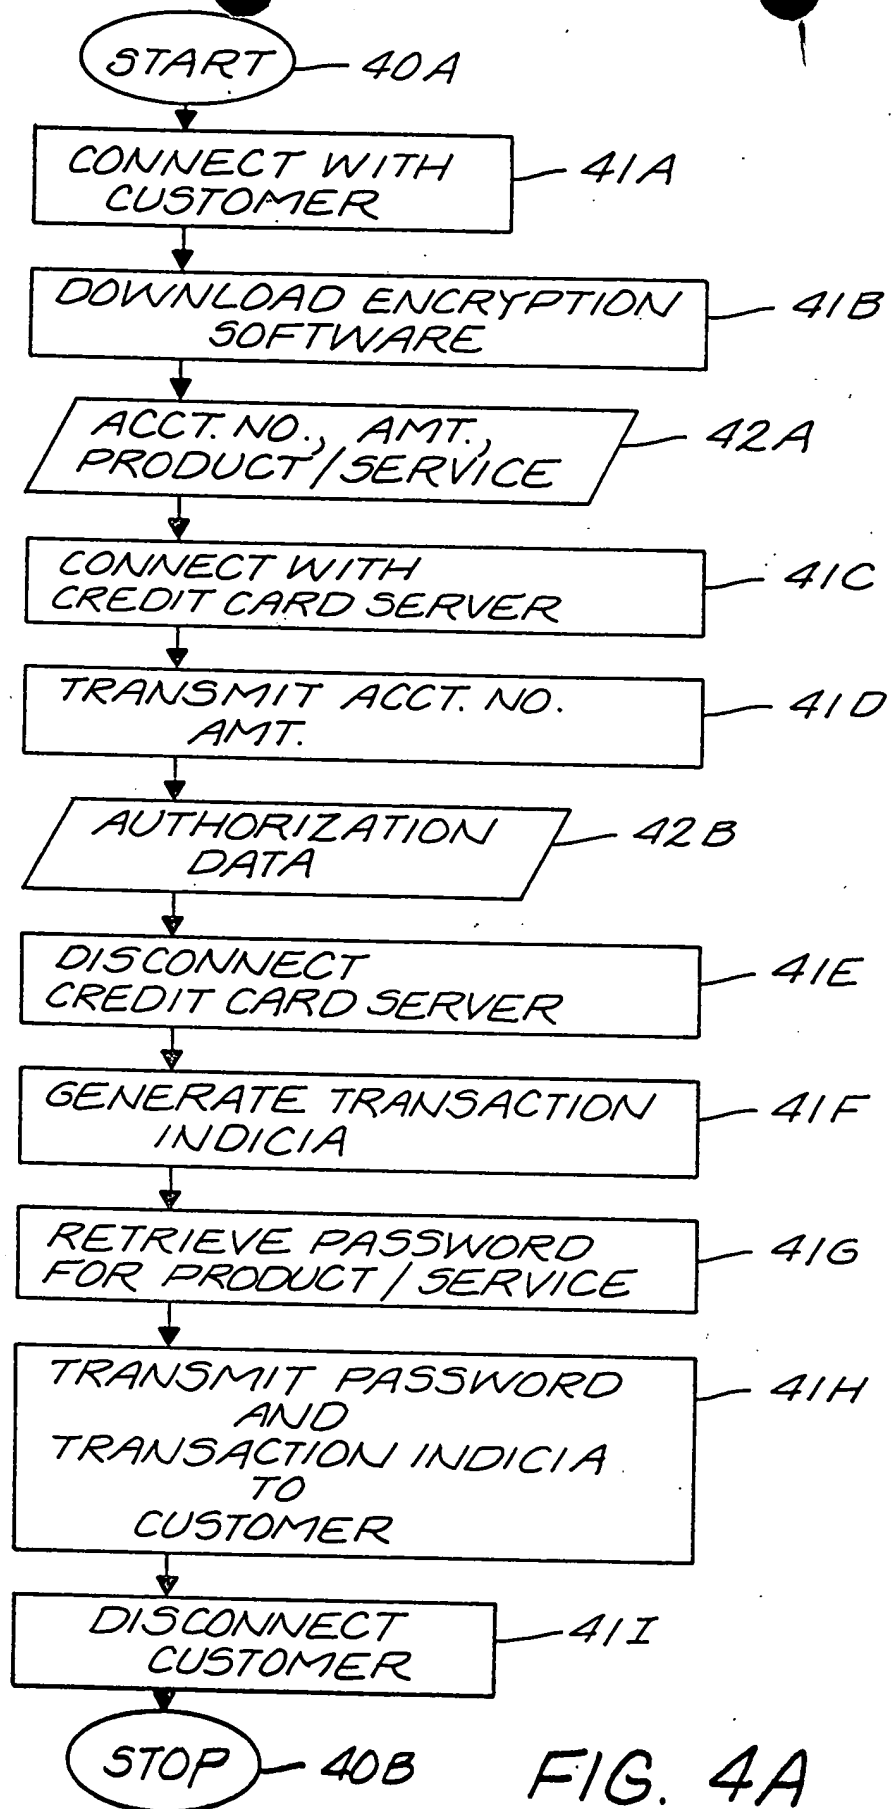 START 40A
CONNECT WITH
CUSTOMER
41A
DOWNLOAD ENCRYPTION
SOFTWARE
41B
ACCT. NO., AMT.,
PRODUCT/SERVICE
42A
CONNECT WITH
CREDIT CARD SERVER
41C
TRANSMIT ACCT. NO.
AMT.
41D
AUTHORIZATION
DATA
42B
DISCONNECT
CREDIT CARD SERVER
41E
GENERATE TRANSACTION
INDICIA
41F
RETRIEVE PASSWORD
FOR PRODUCT/SERVICE
41G
TRANSMIT PASSWORD
AND
TRANSACTION INDICIA
TO
CUSTOMER
41H
DISCONNECT
CUSTOMER
41I
STOP 40B
FIG. 4A